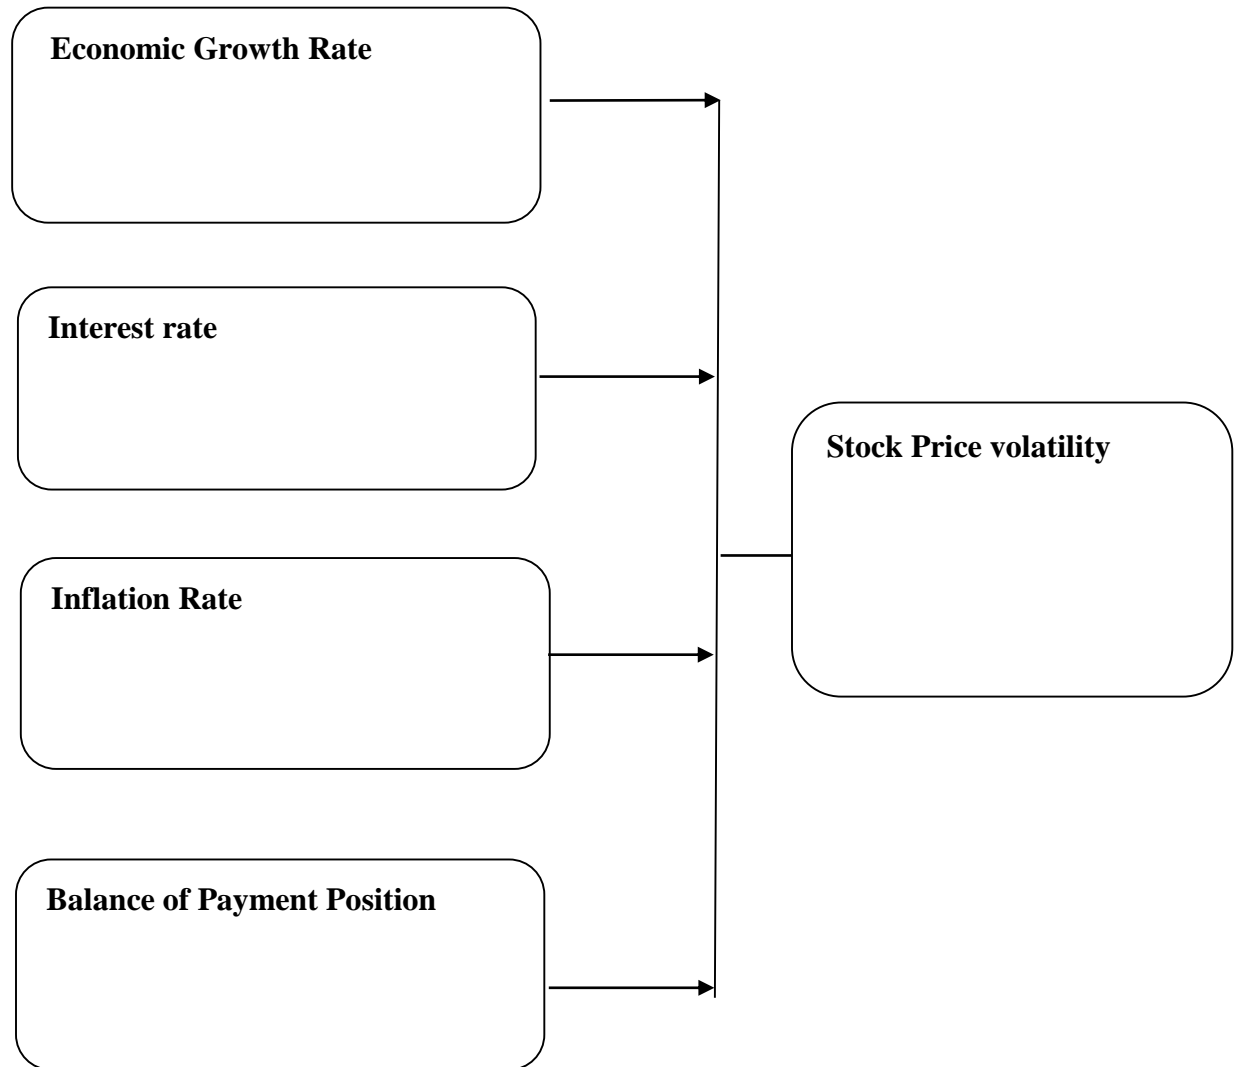 Economic Growth Rate
Interest rate
Stock Price volatility
Inflation Rate
Balance of Payment Position